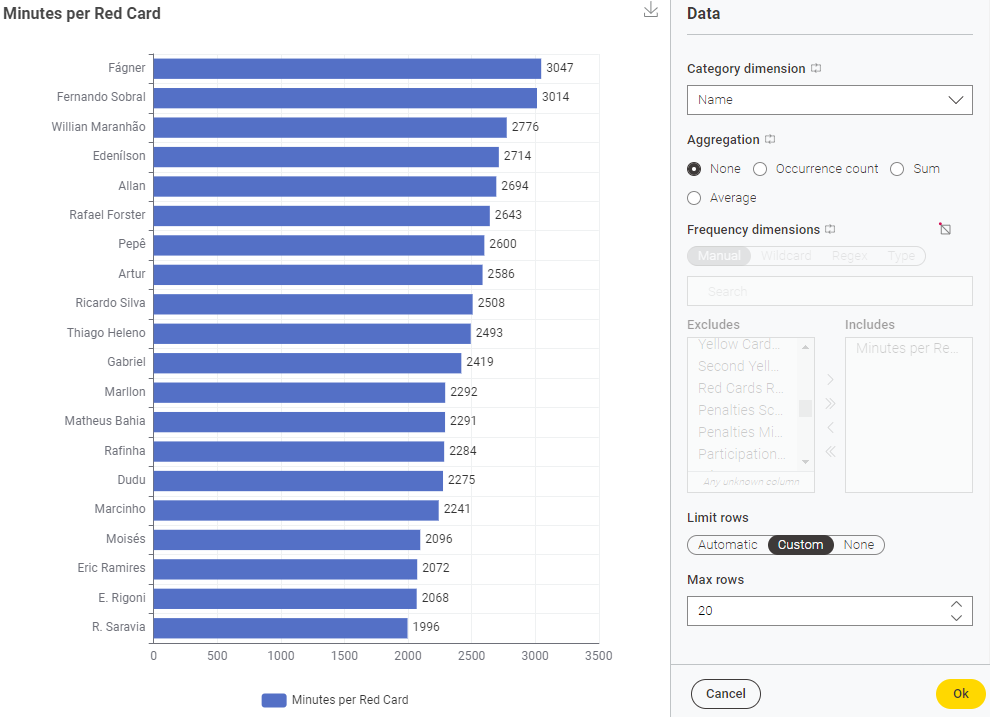 Minutes per Red Card
Fágner 3047
Fernando Sobral 3014
Willian Maranhão 2776
Edenílson 2714
Allan 2694
Rafael Forster 2643
Pepê 2600
Artur 2586
Ricardo Silva 2508
Thiago Heleno 2493
Gabriel 2419
Marllon 2292
Matheus Bahia 2291
Rafinha 2284
Dudu 2275
Marcinho 2241
Moisés 2096
Eric Ramires 2072
E. Rigoni 2068
R. Saravia 1996
0 500 1000 1500 2000 2500 3000 3500
Minutes per Red Card
Data
Category dimension
Name
Aggregation
None Occurrence count Sum
Average
Frequency dimensions
Manual Wildcard Regex Type
Search
Excludes Includes
Yellow Card... Minutes per Re...
Second Yell...
Red Cards R...
Penalties Sc...
Penalties Mi...
Participation...
Any unknown column
Limit rows
Automatic Custom None
Max rows
20
Cancel Ok